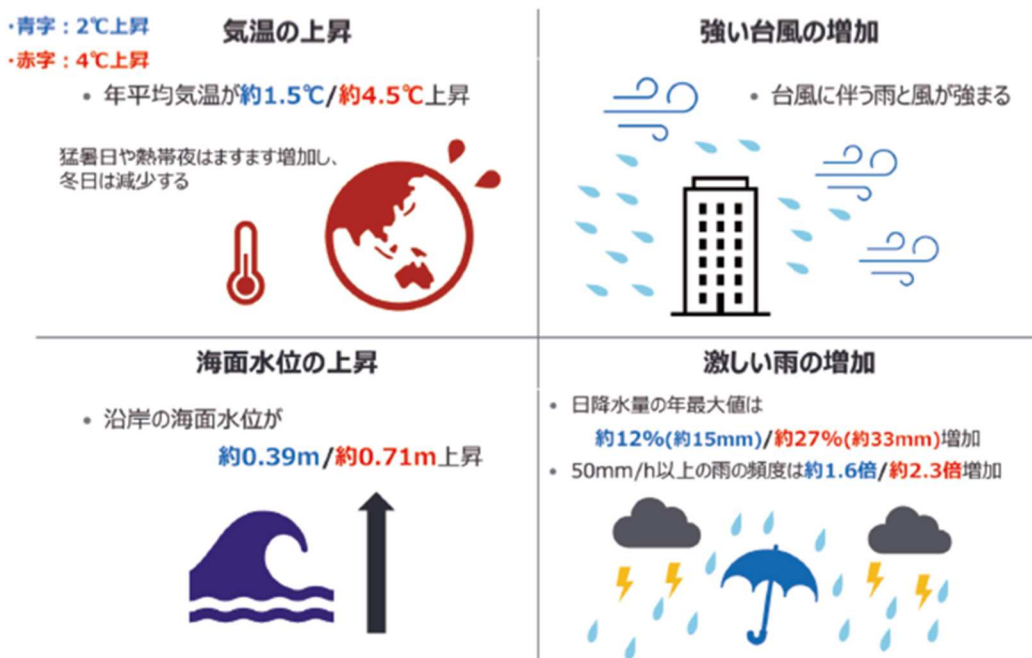 ・青字：2℃上昇
・赤字：4℃上昇
気温の上昇
• 年平均気温が約1.5℃/約4.5℃上昇
猛暑日や熱帯夜はますます増加し、
冬日は減少する
強い台風の増加
• 台風に伴う雨と風が強まる
海面水位の上昇
• 沿岸の海面水位が
約0.39m/約0.71m上昇
激しい雨の増加
• 日降水量の年最大値は
約12%(約15mm)/約27%(約33mm)増加
• 50mm/h以上の雨の頻度は約1.6倍/約2.3倍増加